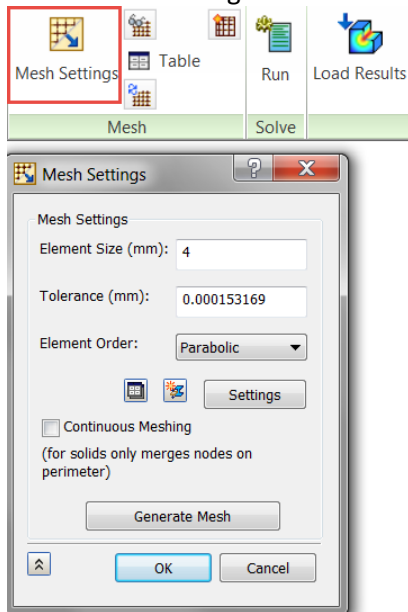 Mesh Settings
Table
Run
Load Results
Mesh
Solve
Mesh Settings
?
X
Mesh Settings
Element Size (mm):
4
Tolerance (mm):
0.000153169
Element Order:
Parabolic
Settings
Continuous Meshing
(for solids only merges nodes on
perimeter)
Generate Mesh
OK
Cancel